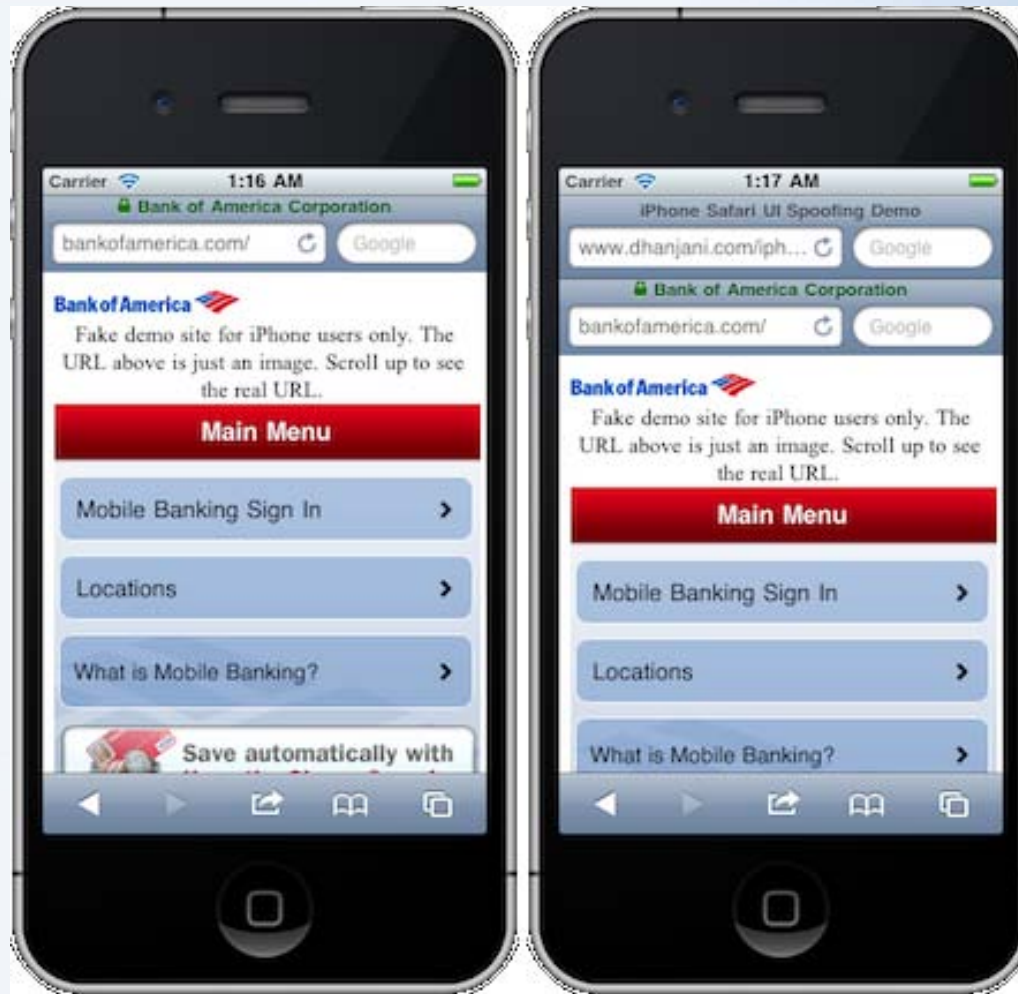 Carrier
1:16 AM
Bank of America Corporation
bankofamerica.com/
Google
Bank of America
Fake demo site for iPhone users only. The
URL above is just an image. Scroll up to see
the real URL.
Main Menu
Mobile Banking Sign In
Locations
What is Mobile Banking?
Save automatically with
Carrier
1:17 AM
iPhone Safari UI Spoofing Demo
www.dhanjani.com/iph...
Google
Bank of America Corporation
bankofamerica.com/
Google
Bank of America
Fake demo site for iPhone users only. The
URL above is just an image. Scroll up to see
the real URL.
Main Menu
Mobile Banking Sign In
Locations
What is Mobile Banking?